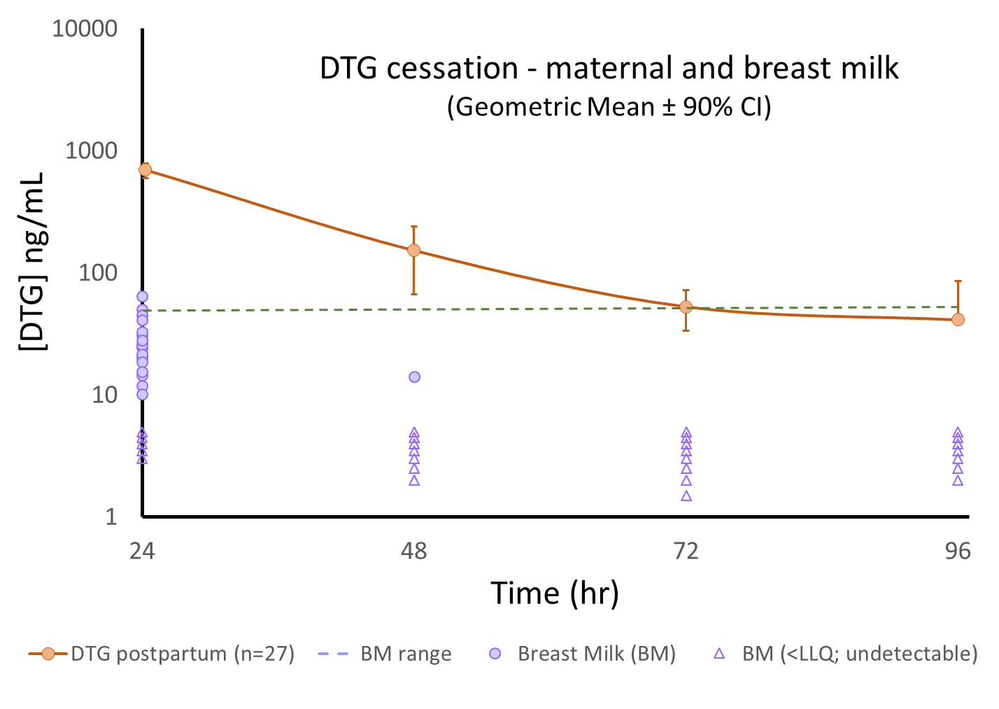 DTG cessation - maternal and breast milk
(Geometric Mean ± 90% CI)
[DTG] ng/mL
10000
1000
100
10
1
24 48 72 96
Time (hr)
DTG postpartum (n=27) BM range Breast Milk (BM) BM (<LLQ; undetectable)